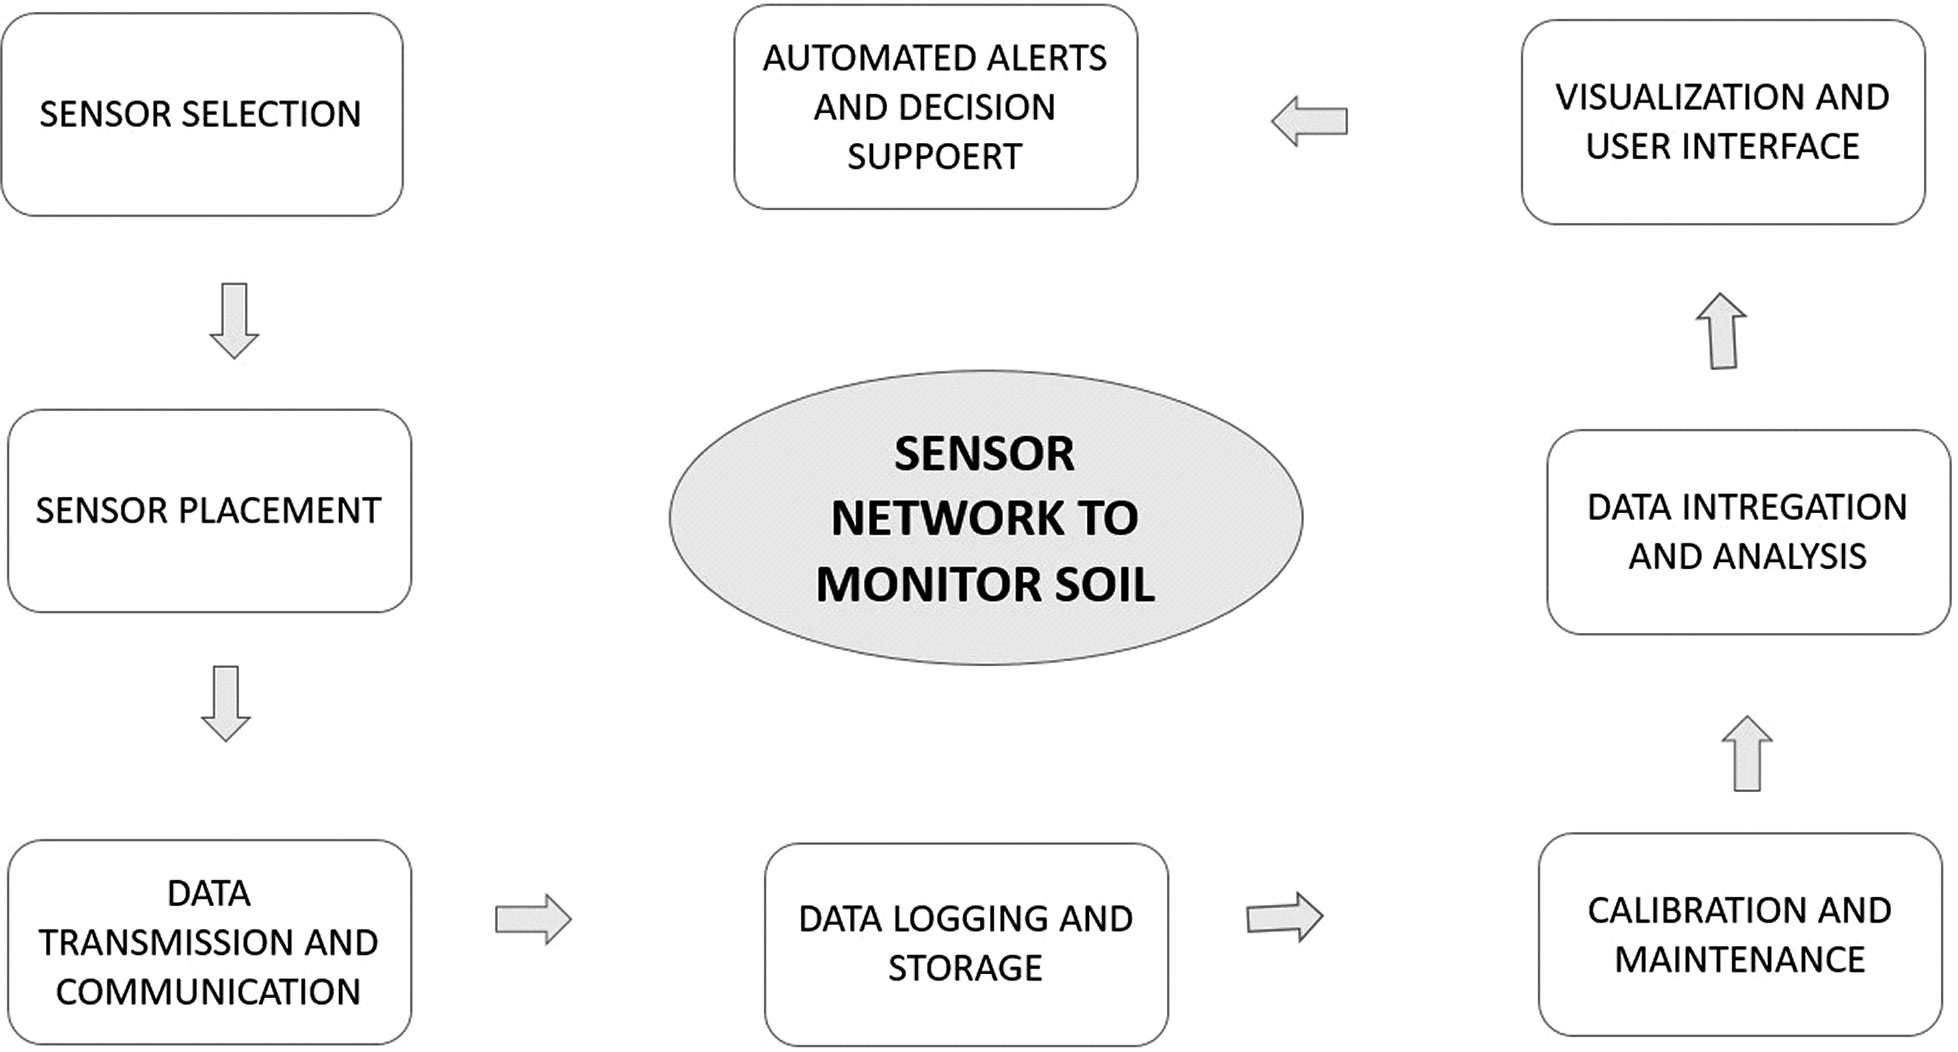 SENSOR SELECTION
AUTOMATED ALERTS
AND DECISION
SUPPOERT
VISUALIZATION AND
USER INTERFACE
SENSOR PLACEMENT
SENSOR
NETWORK TO
MONITOR SOIL
DATA INTREGATION
AND ANALYSIS
DATA
TRANSMISSION AND
COMMUNICATION
DATA LOGGING AND
STORAGE
CALIBRATION AND
MAINTENANCE